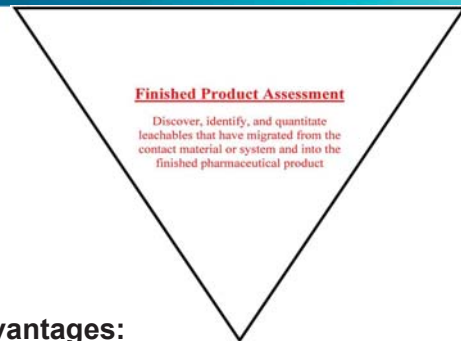 Finished Product Assessment
Discover, identify, and quantitate
leachables that have migrated from the
contact material or system and into the
finished pharmaceutical product
vantages: